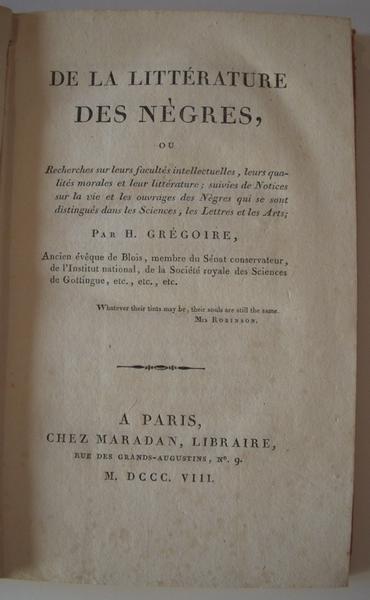 DE LA LITTÉRATURE
DES NÈGRES,
OU
Recherches sur leurs facultés intellectuelles, leurs qua-
lités morales et leur littérature; suivies de Notices
sur la vie et les ouvrages des Nègres qui se sont
distingués dans les Sciences, les Lettres et les Arts;
PAR H. GRÉGOIRE,
Ancien évêque de Blois, membre du Sénat conservateur,
de l'Institut national, de la Société royale des Sciences
de Gottingue, etc., etc., etc.
Whatever their tints may be, their souls are still the same.
Mis ROBINSON.
A PARIS,
CHEZ MARADAN, LIBRAIRE,
RUE DES GRANDS-AUGUSTINS, N°. 9.
M. DCCC. VIII.